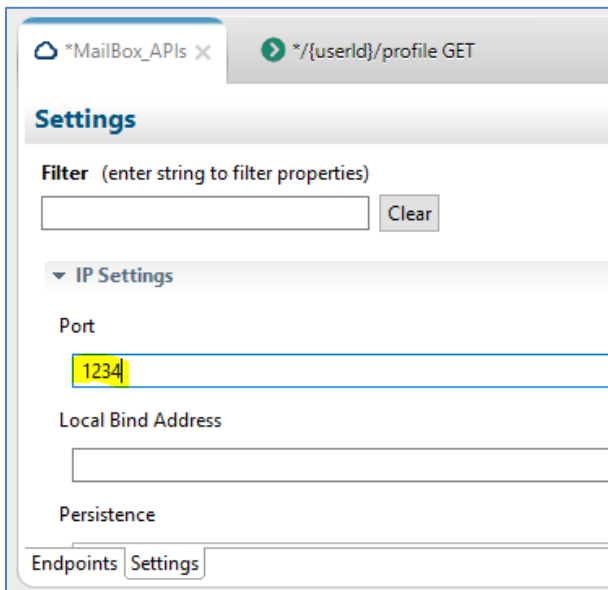 *MailBox_APIs */{userId}/profile GET
Settings
Filter (enter string to filter properties)
Clear
IP Settings
Port
1234
Local Bind Address
Persistence
Endpoints Settings